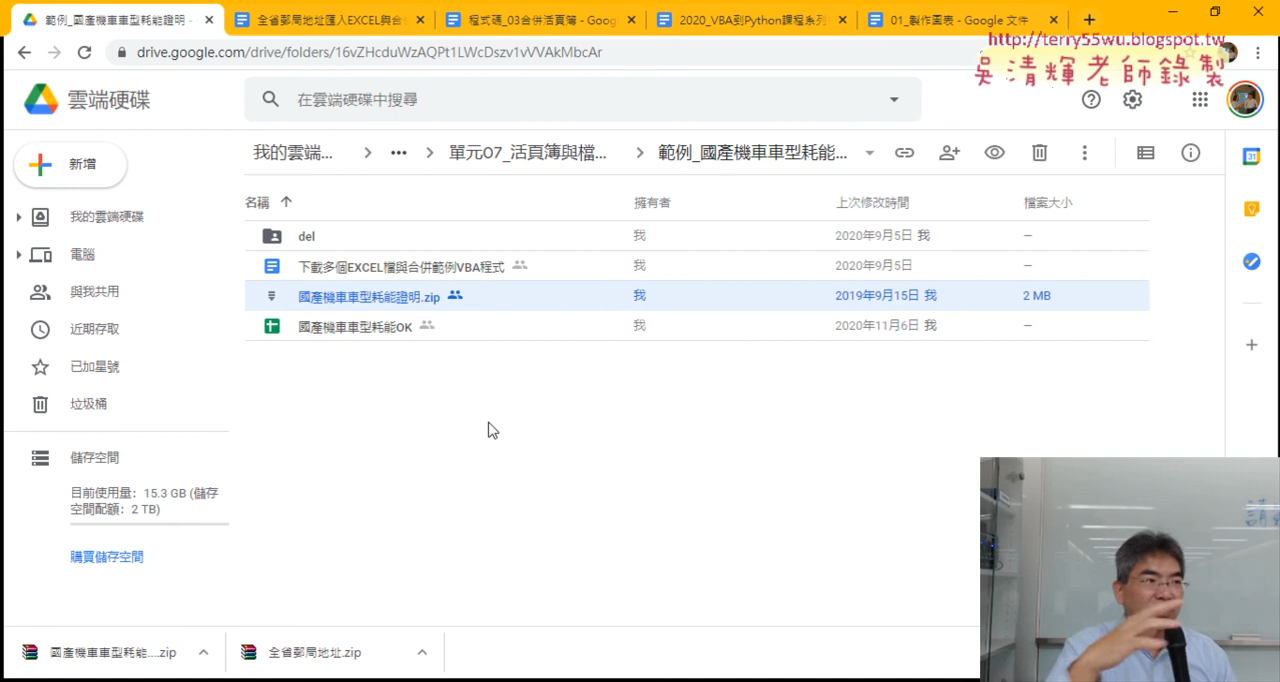 範例_國產機車車型耗能證明 -
全省郵局地址匯入EXCEL與合
程式碼_03合併活頁簿 - Goog
2020_VBA到Python課程系列
01_製作圖表 - Google 文件
drive.google.com/drive/folders/16vZHcduWzAQPt1LWcDszv1vVVAkMbcAr
http://terry55wu.blogspot.tw
吳清輝老師錄製
雲端硬碟
在雲端硬碟中搜尋
新增
我的雲端... > ••• > 單元07_活頁簿與檔... > 範例_國產機車車型耗能...
名稱 擁有者 上次修改時間 檔案大小
del 我 2020年9月5日 我 –
下載多個EXCEL檔與合併範例VBA程式 我 2020年9月5日 –
國產機車車型耗能證明.zip 我 2019年9月15日 我 2 MB
國產機車車型耗能OK 我 2020年11月6日 我 –
我的雲端硬碟
電腦
與我共用
近期存取
已加星號
垃圾桶
儲存空間
目前使用量：15.3 GB (儲存
空間配額：2 TB)
購買儲存空間
31
請
國產機車車型耗能....zip
全省郵局地址.zip